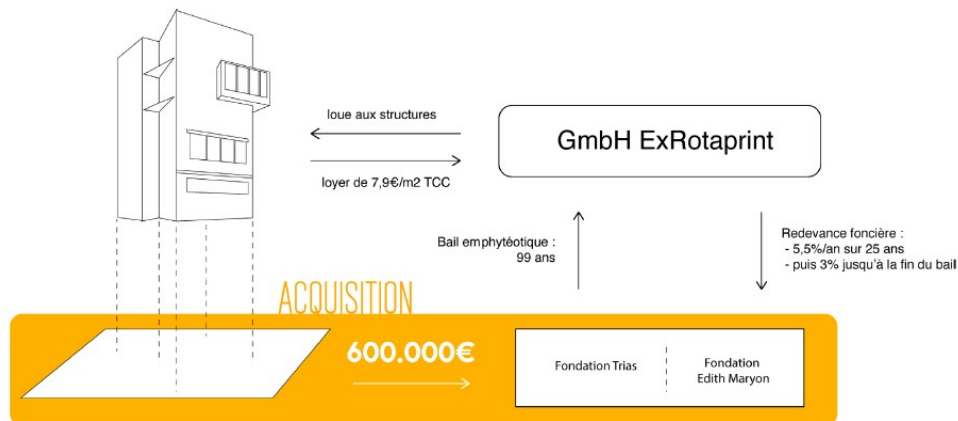 loue aux structures
GmbH ExRotaprint
loyer de 7,9€/m2 TCC
Bail emphytéotique :
99 ans
Redevance foncière :
- 5,5%/an sur 25 ans
- puis 3% jusqu'à la fin du bail
ACQUISITION
600.000€
Fondation Trias
Fondation
Edith Maryon